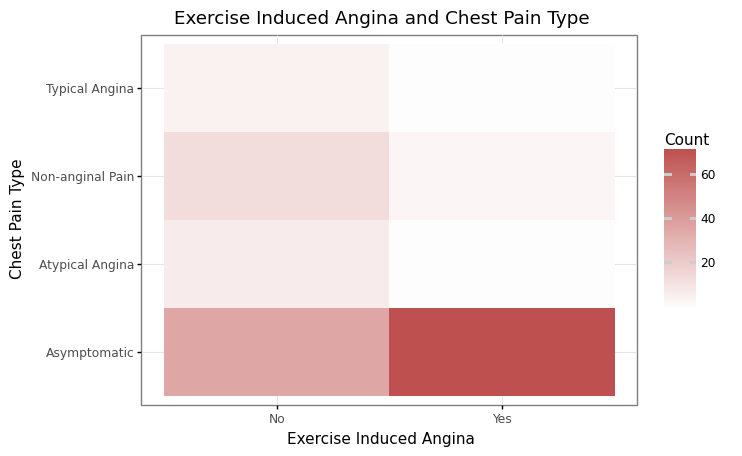 Exercise Induced Angina and Chest Pain Type
Typical Angina
Non-anginal Pain
Atypical Angina
Asymptomatic
Chest Pain Type
No
Yes
Exercise Induced Angina
Count
60
40
20